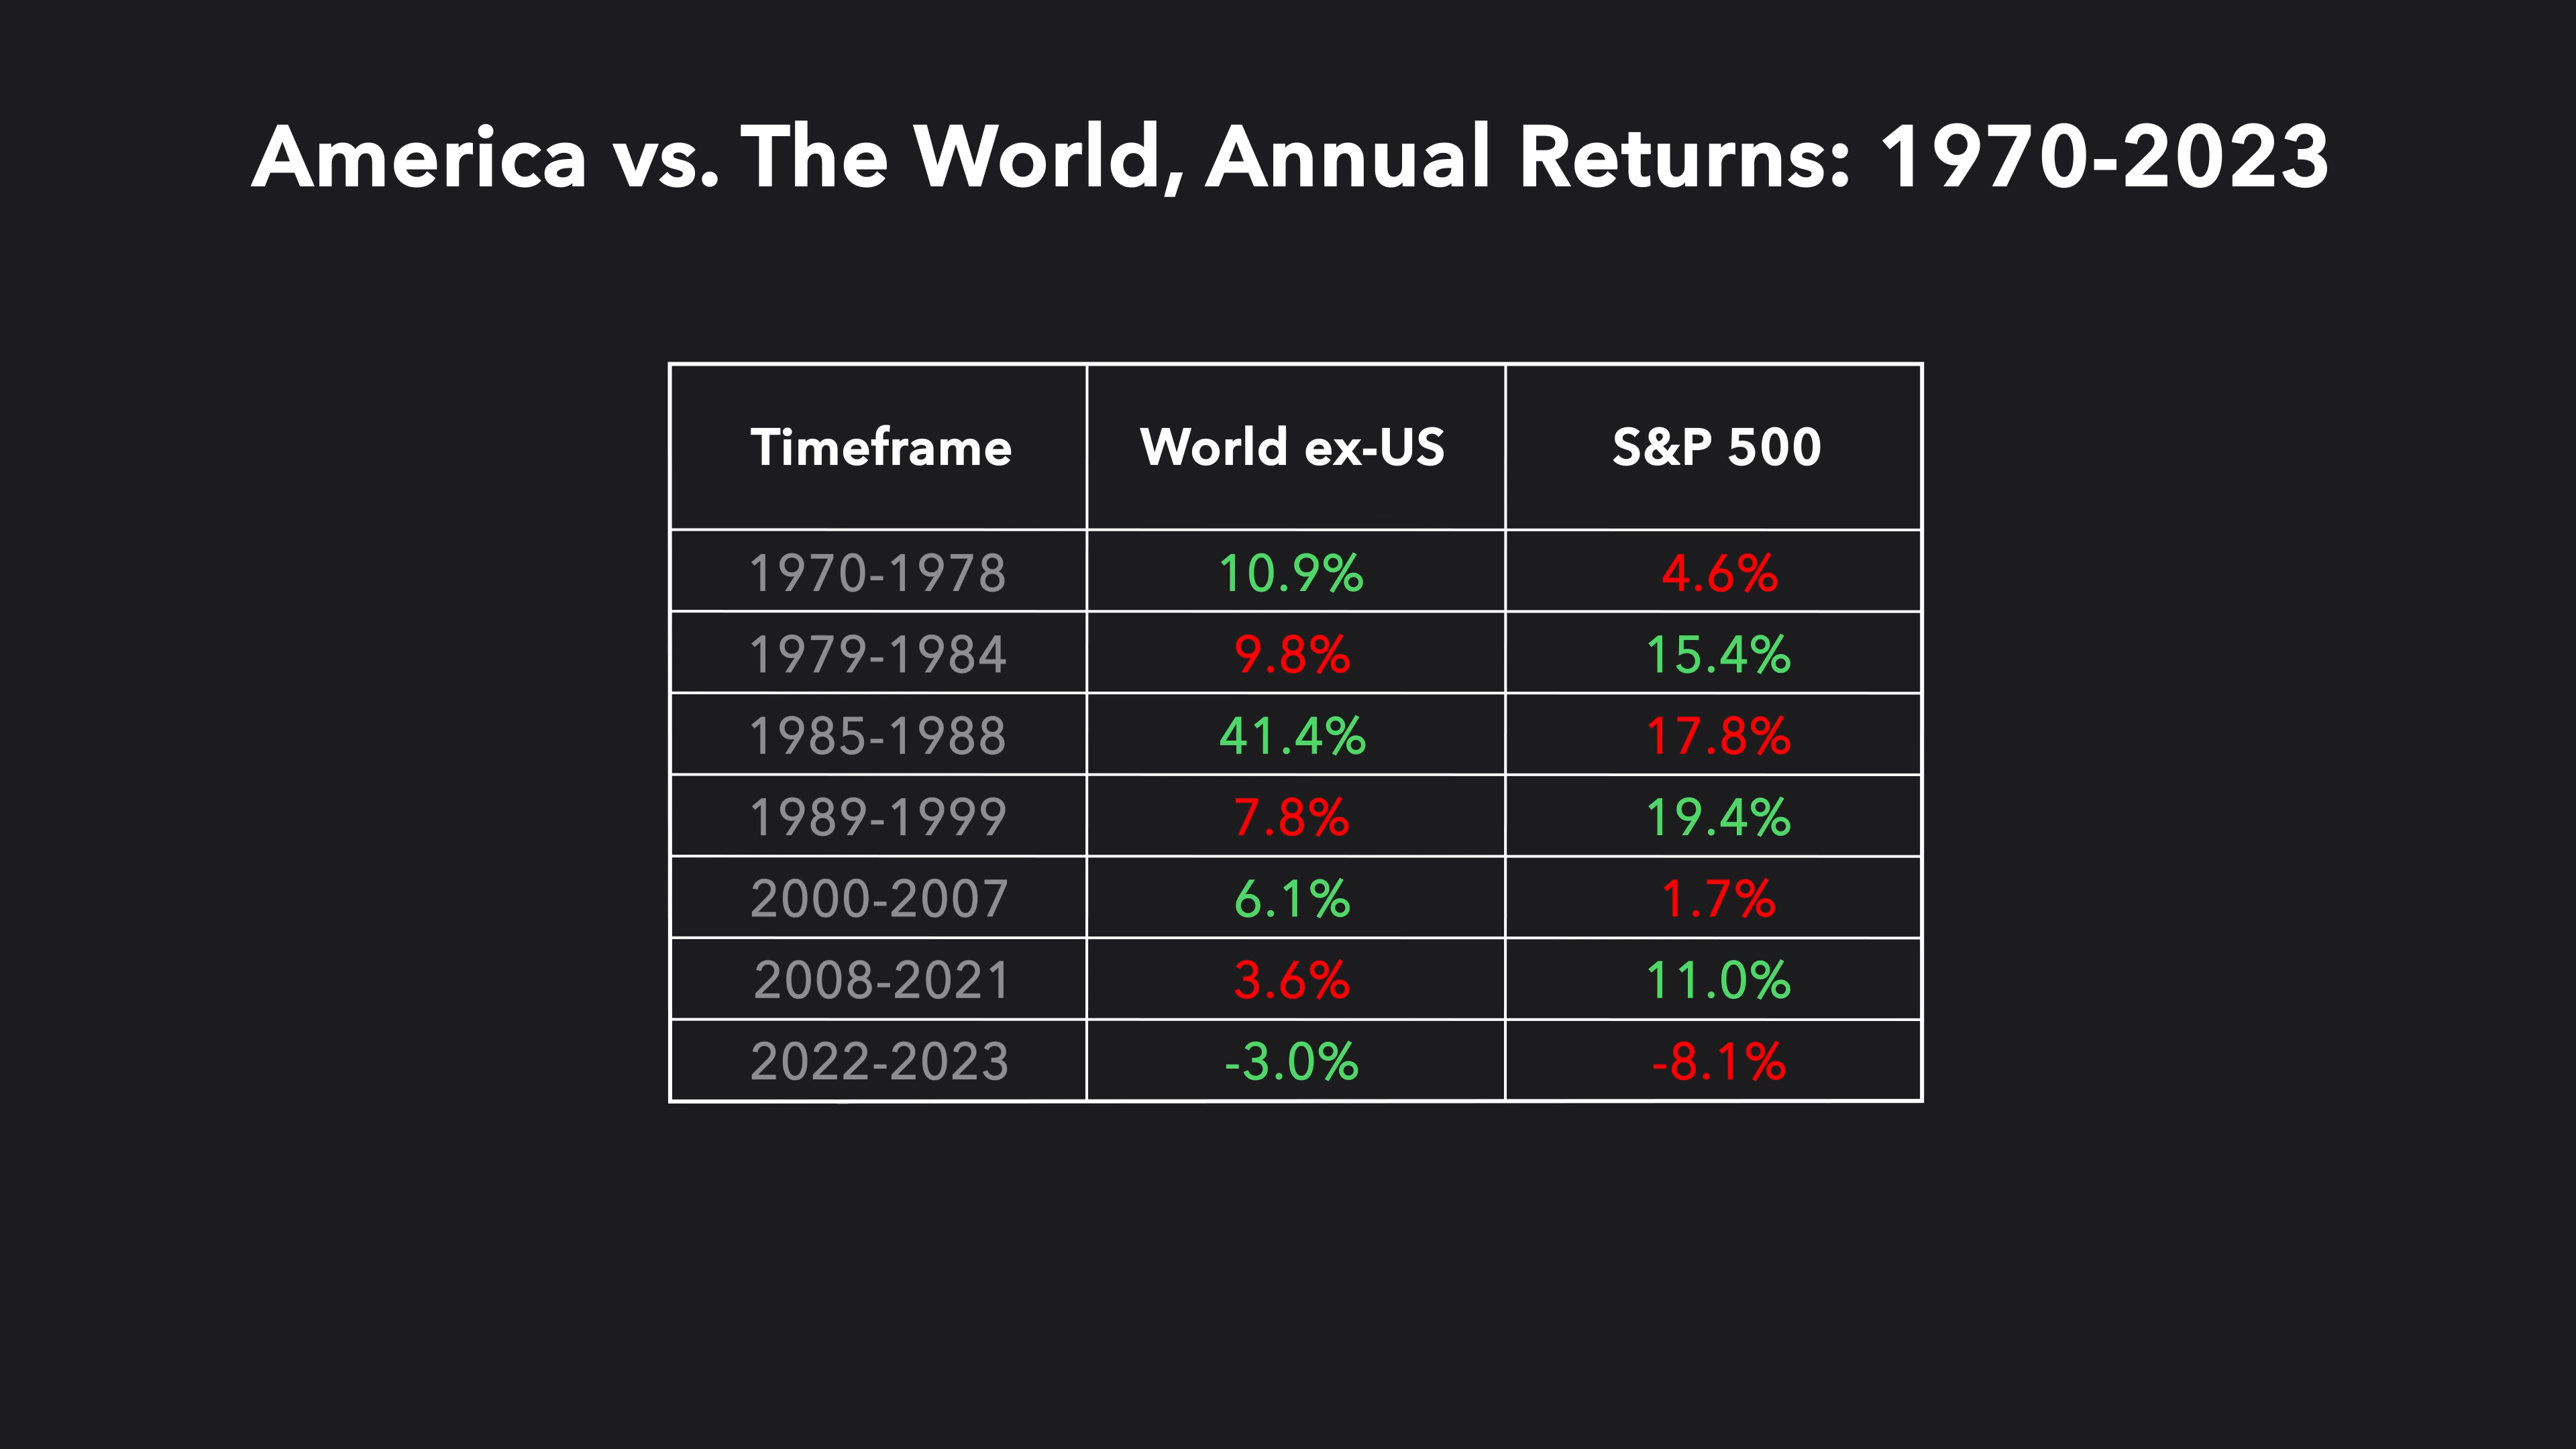 America vs. The World, Annual Returns: 1970-2023
Timeframe World ex-US S&P 500
1970-1978 10.9% 4.6%
1979-1984 9.8% 15.4%
1985-1988 41.4% 17.8%
1989-1999 7.8% 19.4%
2000-2007 6.1% 1.7%
2008-2021 3.6% 11.0%
2022-2023 -3.0% -8.1%